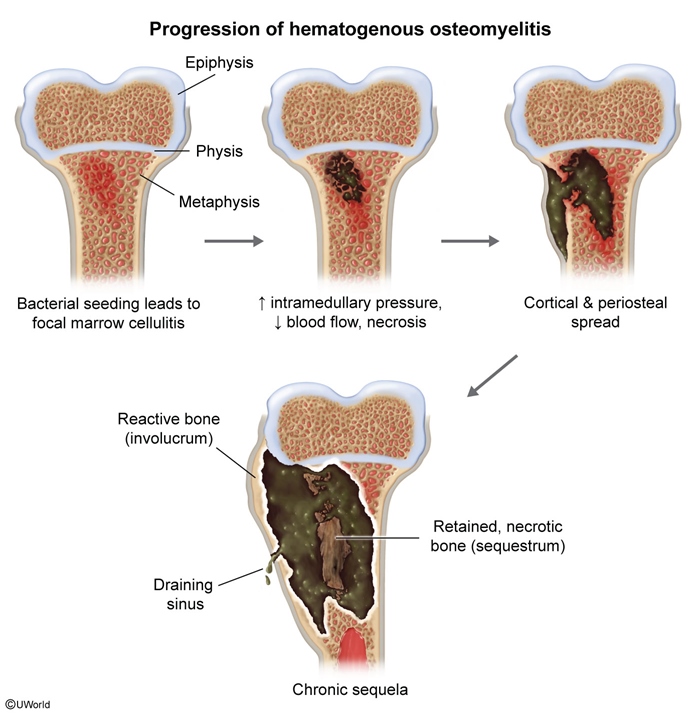 Progression of hematogenous osteomyelitis
Epiphysis
Physis
Metaphysis
Bacterial seeding leads to
focal marrow cellulitis
↑ intramedullary pressure,
↓ blood flow, necrosis
Cortical & periosteal
spread
Reactive bone
(involucrum)
Retained, necrotic
bone (sequestrum)
Draining
sinus
Chronic sequela
©UWorld